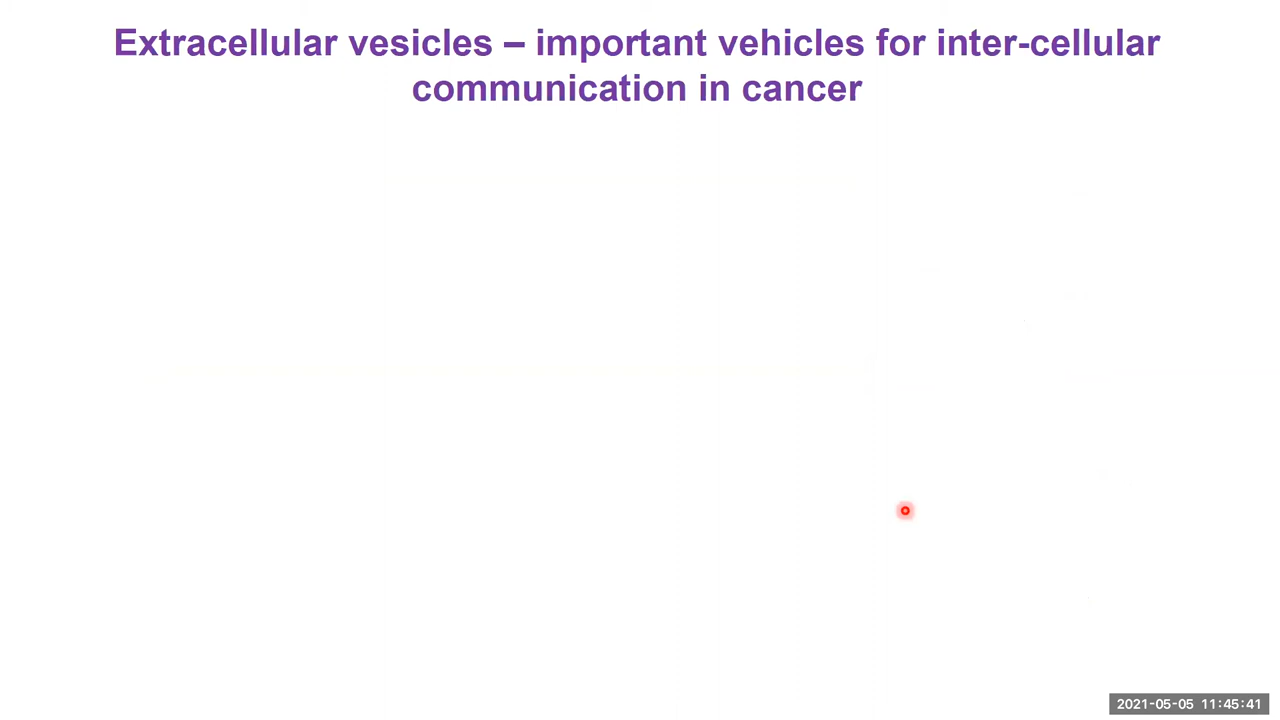 Extracellular vesicles – important vehicles for inter-cellular
communication in cancer
2021-05-05 11:45:41